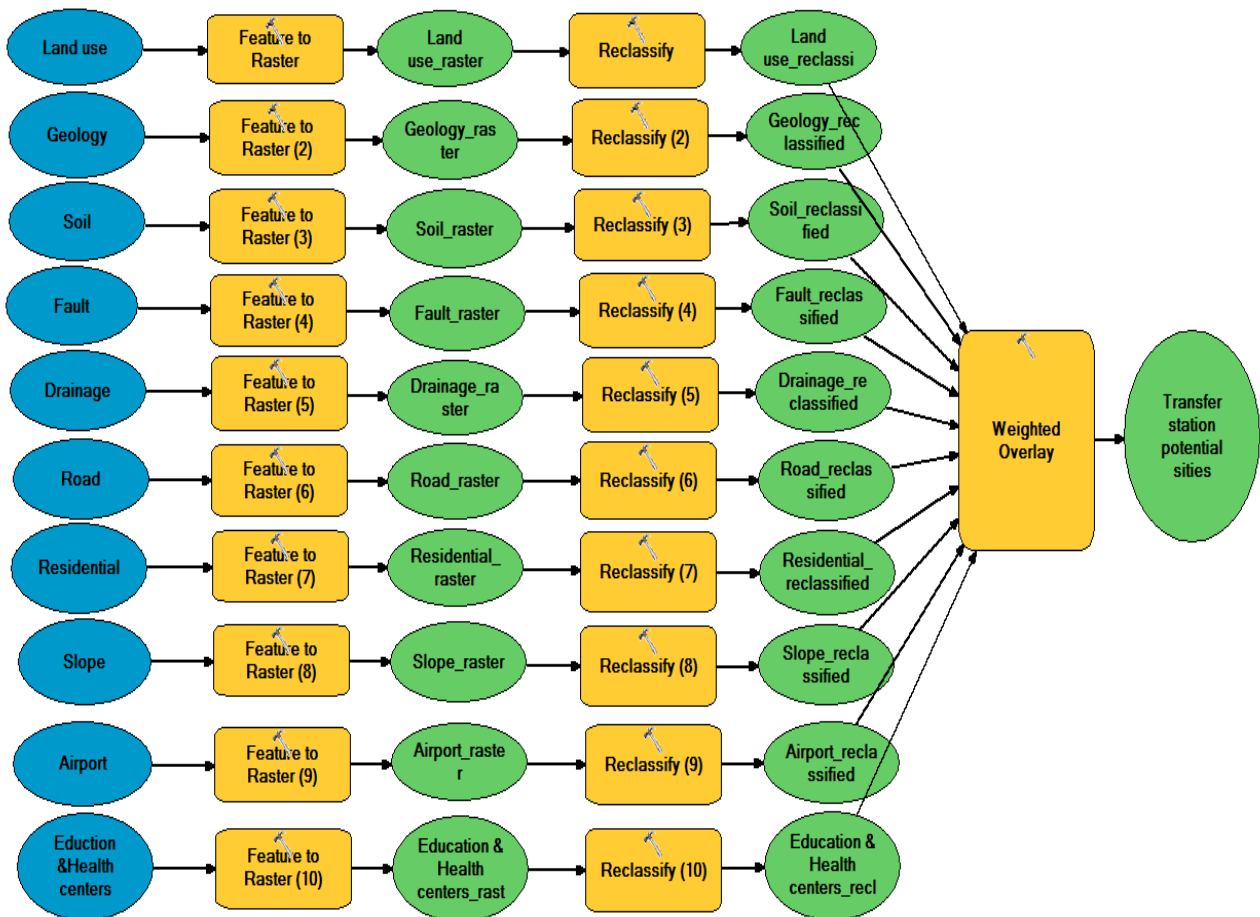 Land use
Feature to
Raster
Land
use_raster
Reclassify
Land
use_reclassi
Geology
Feature to
Raster (2)
Geology_ras
ter
Reclassify (2)
Geology_rec
lassified
Soil
Feature to
Raster (3)
Soil_raster
Reclassify (3)
Soil_reclassi
fied
Fault
Feature to
Raster (4)
Fault_raster
Reclassify (4)
Fault_reclas
sified
Drainage
Feature to
Raster (5)
Drainage_ra
ster
Reclassify (5)
Drainage_re
classified
Road
Feature to
Raster (6)
Road_raster
Reclassify (6)
Road_reclas
sified
Residential
Feature to
Raster (7)
Residential_
raster
Reclassify (7)
Residential_
reclassified
Slope
Feature to
Raster (8)
Slope_raster
Reclassify (8)
Slope_recla
ssified
Airport
Feature to
Raster (9)
Airport_raste
r
Reclassify (9)
Airport_recla
ssified
Eduction
&Health
centers
Feature to
Raster (10)
Education &
Health
centers_rast
Reclassify (10)
Education &
Health
centers_recl
Weighted
Overlay
Transfer
station
potential
sities